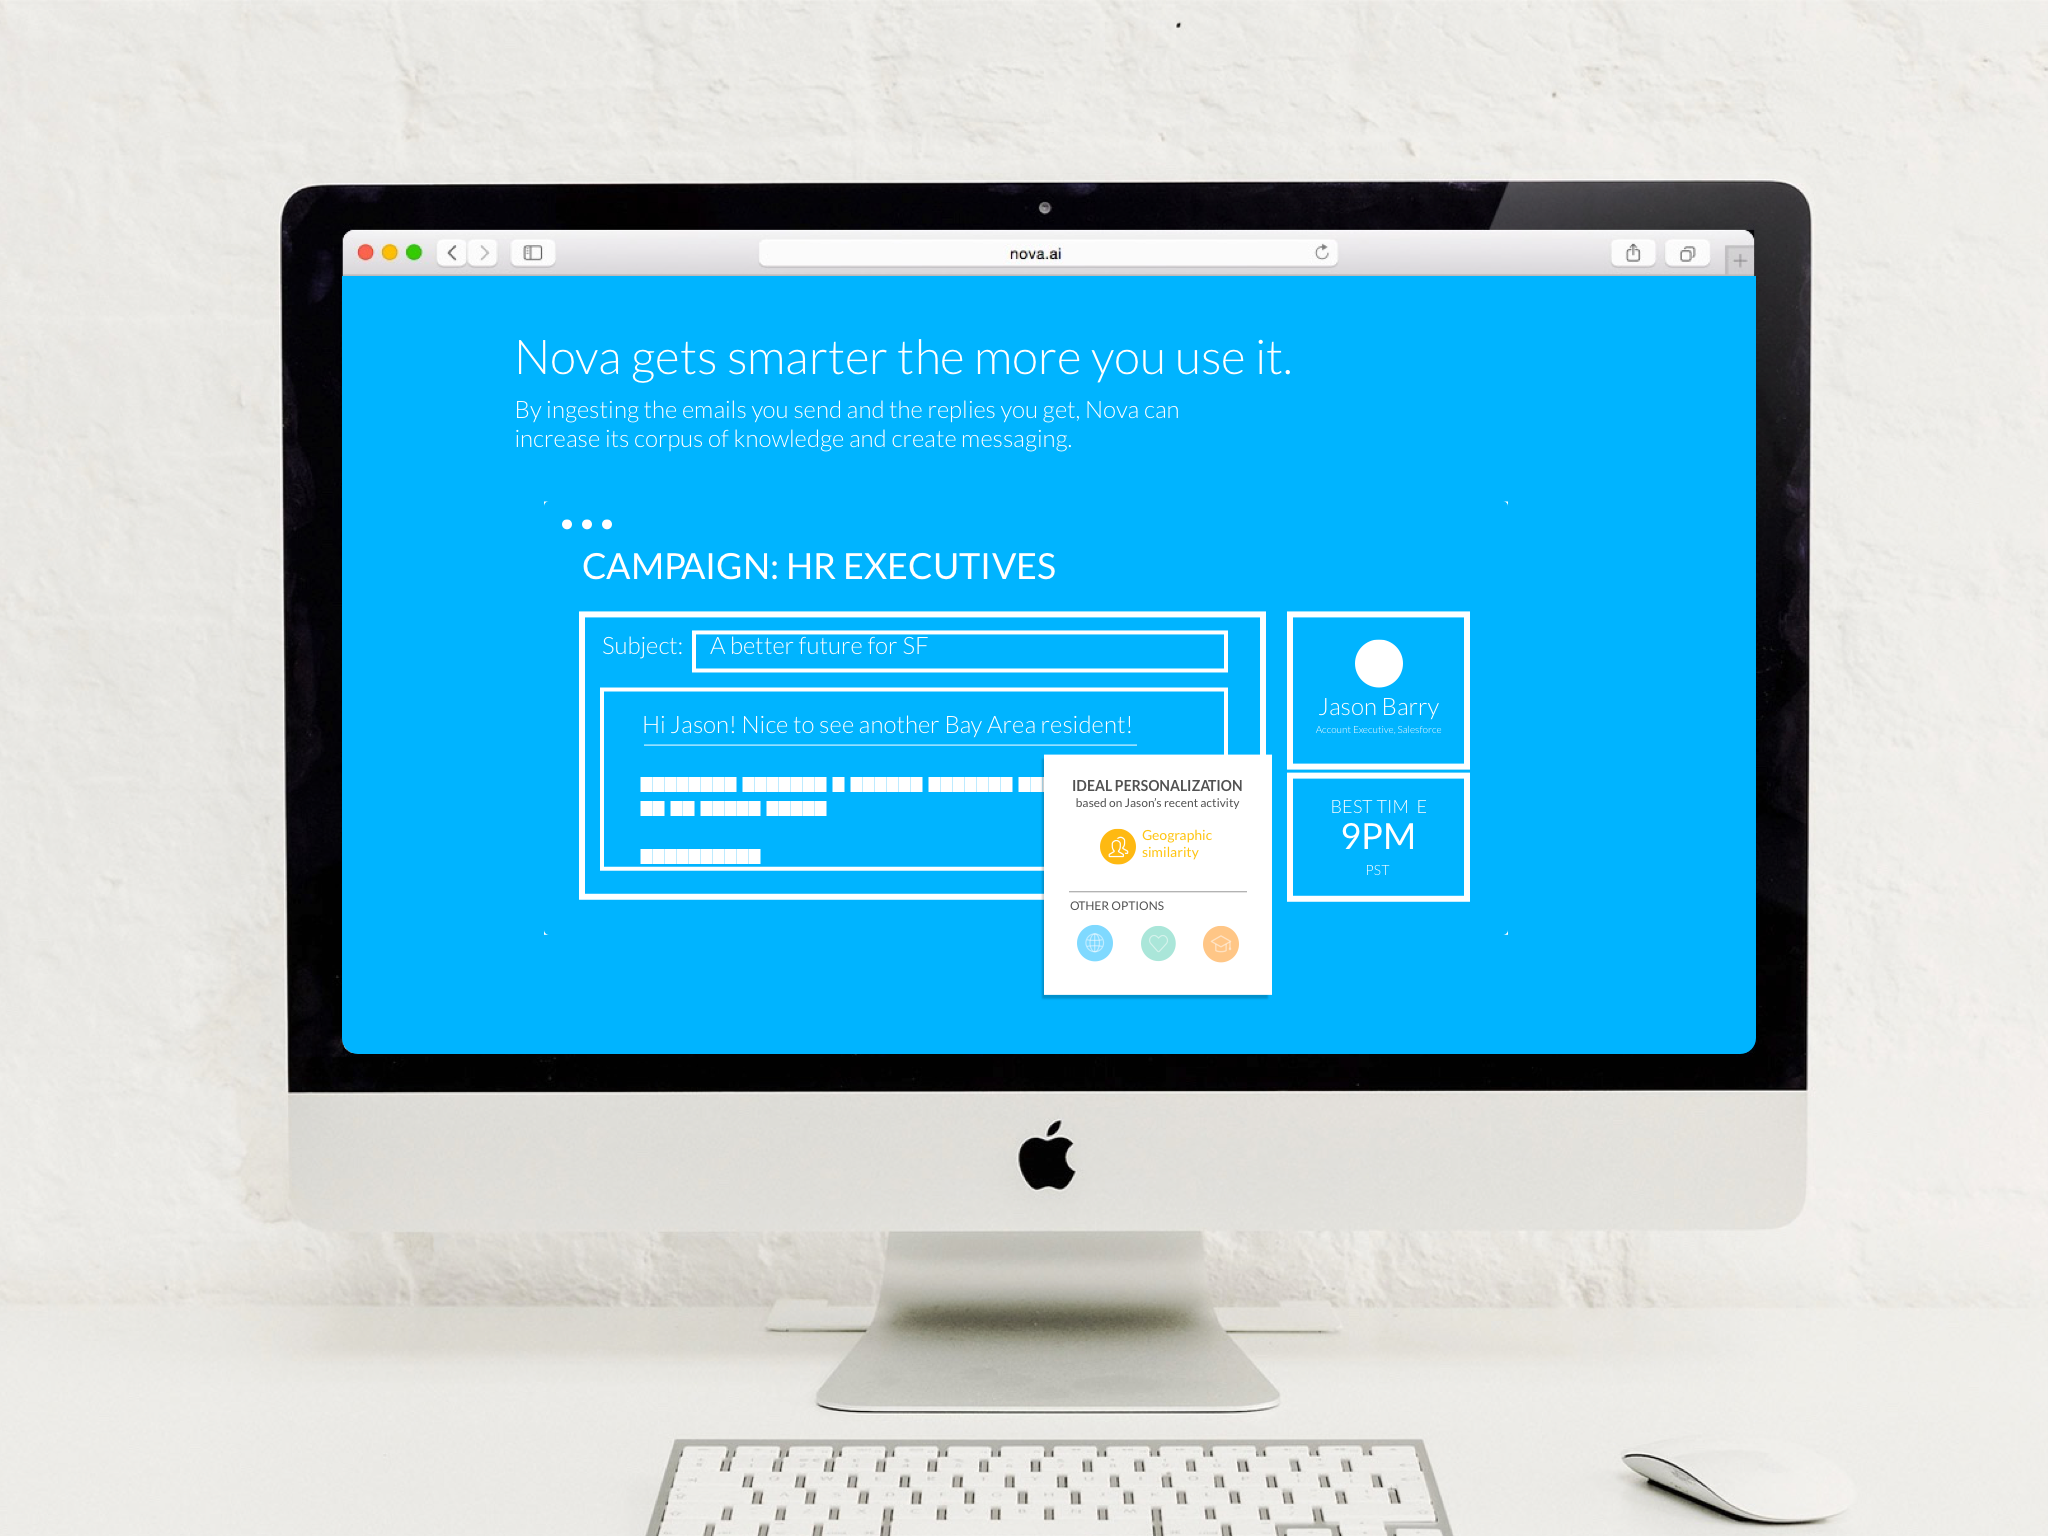 nova.ai
Nova gets smarter the more you use it.
By ingesting the emails you send and the replies you get, Nova can
increase its corpus of knowledge and create messaging.
CAMPAIGN: HR EXECUTIVES
Subject: A better future for SF
Hi Jason! Nice to see another Bay Area resident!
Jason Barry
Account Executive, Salesforce
BEST TIM E
9PM
PST
IDEAL PERSONALIZATION
based on Jason's recent activity
Geographic
similarity
OTHER OPTIONS